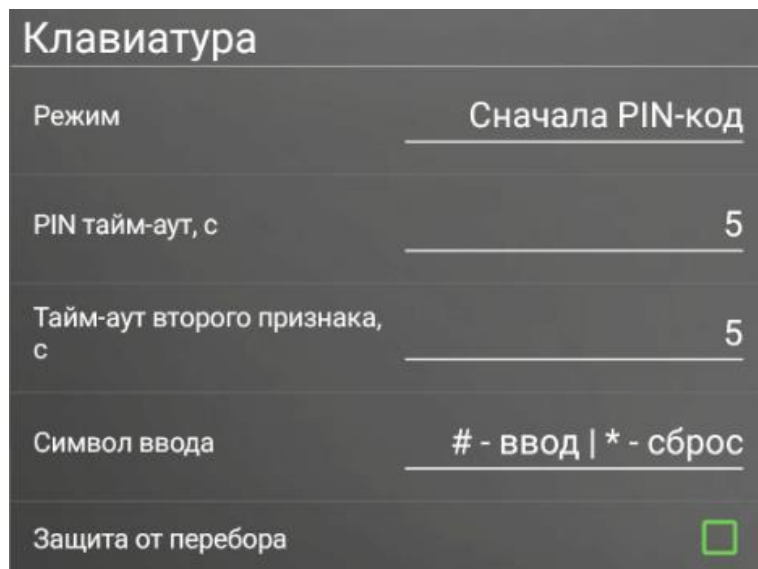 Клавиатура
Режим
Сначала PIN-код
PIN тайм-аут, с
5
Тайм-аут второго признака,
с
5
Символ ввода
# - ввод | * - сброс
Защита от перебора